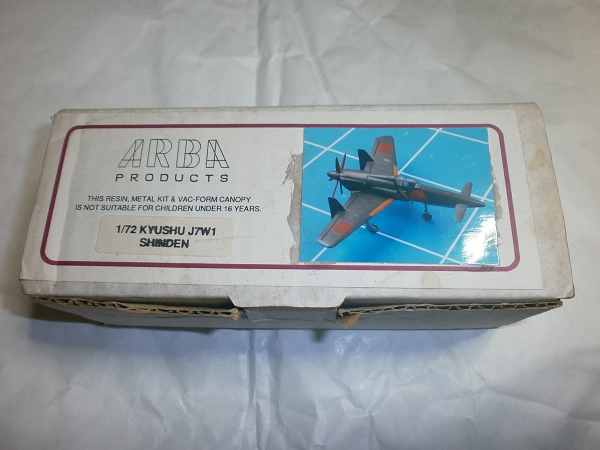 ARBA
PRODUCTS
THIS RESIN, METAL KIT & VAC-FORM CANOPY
IS NOT SUITABLE FOR CHILDREN UNDER 16 YEARS.
1/72 KYUSHU J7W1
SHINDEN